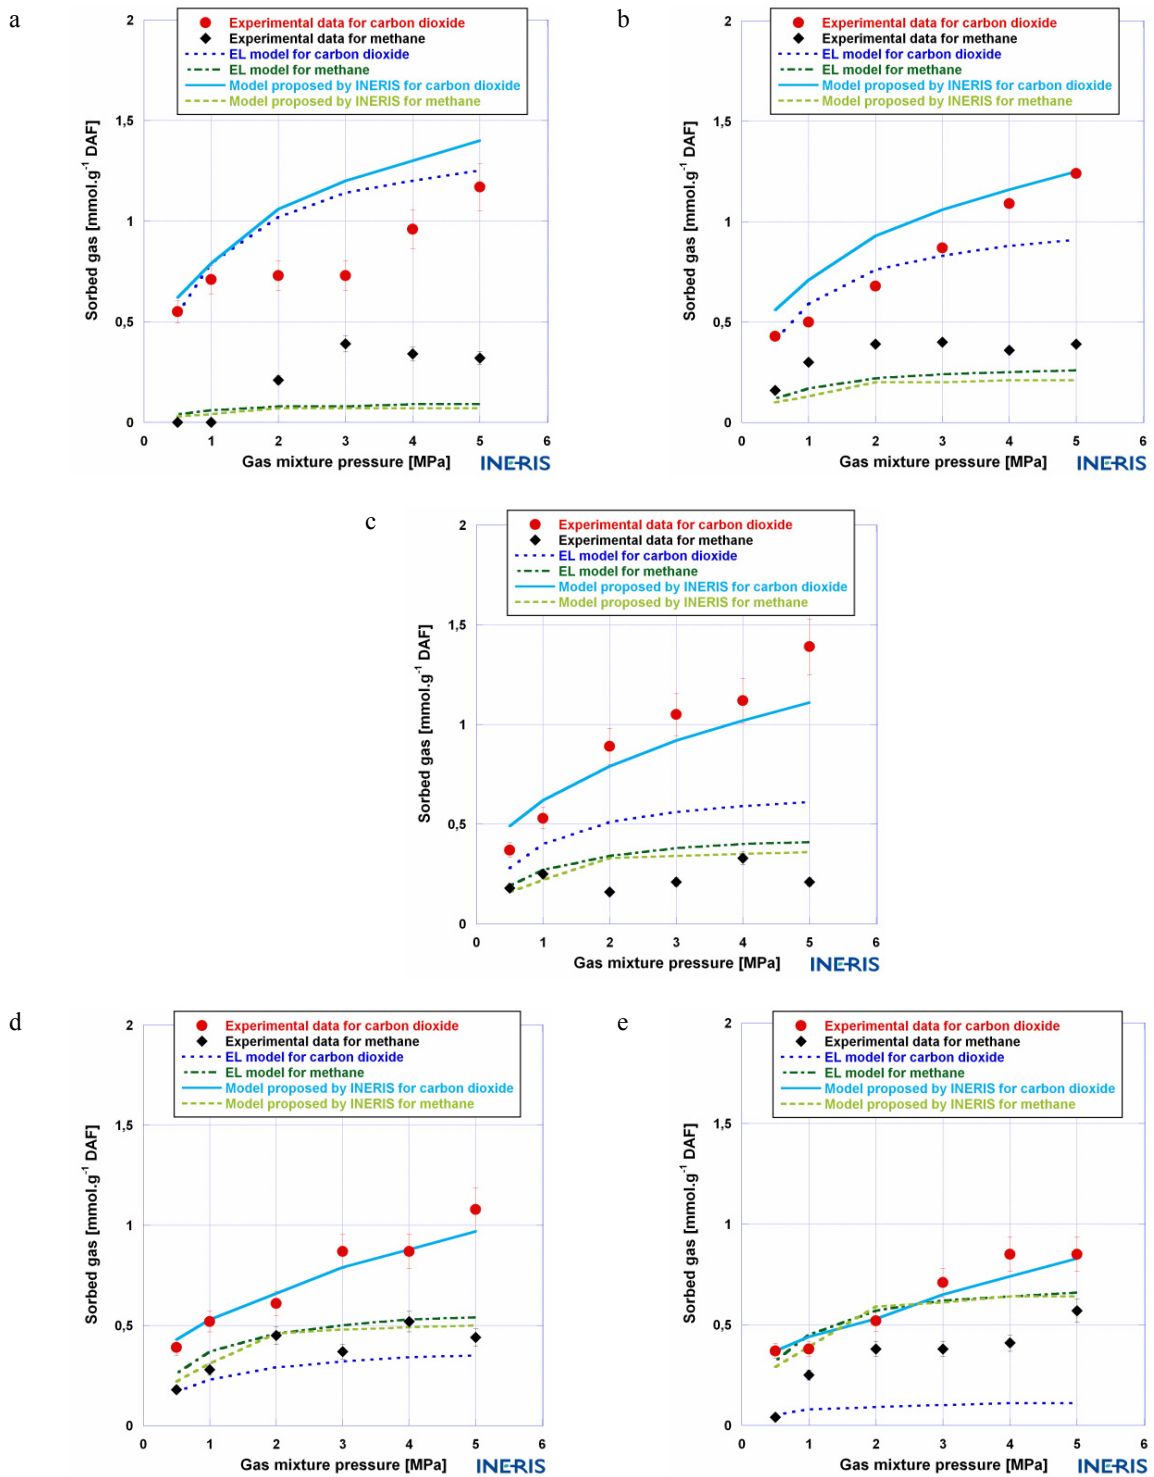 a
Experimental data for carbon dioxide
Experimental data for methane
EL model for carbon dioxide
EL model for methane
Model proposed by INERIS for carbon dioxide
Model proposed by INERIS for methane
2
1,5
1
0,5
0
Sorbed gas [mmol.g⁻¹ DAF]
0 1 2 3 4 5 6
Gas mixture pressure [MPa]
INERIS
b
Experimental data for carbon dioxide
Experimental data for methane
EL model for carbon dioxide
EL model for methane
Model proposed by INERIS for carbon dioxide
Model proposed by INERIS for methane
2
1,5
1
0,5
0
Sorbed gas [mmol.g⁻¹ DAF]
0 1 2 3 4 5 6
Gas mixture pressure [MPa]
INERIS
c
Experimental data for carbon dioxide
Experimental data for methane
EL model for carbon dioxide
EL model for methane
Model proposed by INERIS for carbon dioxide
Model proposed by INERIS for methane
2
1,5
1
0,5
0
Sorbed gas [mmol.g⁻¹ DAF]
0 1 2 3 4 5 6
Gas mixture pressure [MPa]
INERIS
d
Experimental data for carbon dioxide
Experimental data for methane
EL model for carbon dioxide
EL model for methane
Model proposed by INERIS for carbon dioxide
Model proposed by INERIS for methane
2
1,5
1
0,5
0
Sorbed gas [mmol.g⁻¹ DAF]
0 1 2 3 4 5 6
Gas mixture pressure [MPa]
INERIS
e
Experimental data for carbon dioxide
Experimental data for methane
EL model for carbon dioxide
EL model for methane
Model proposed by INERIS for carbon dioxide
Model proposed by INERIS for methane
2
1,5
1
0,5
0
Sorbed gas [mmol.g⁻¹ DAF]
0 1 2 3 4 5 6
Gas mixture pressure [MPa]
INERIS